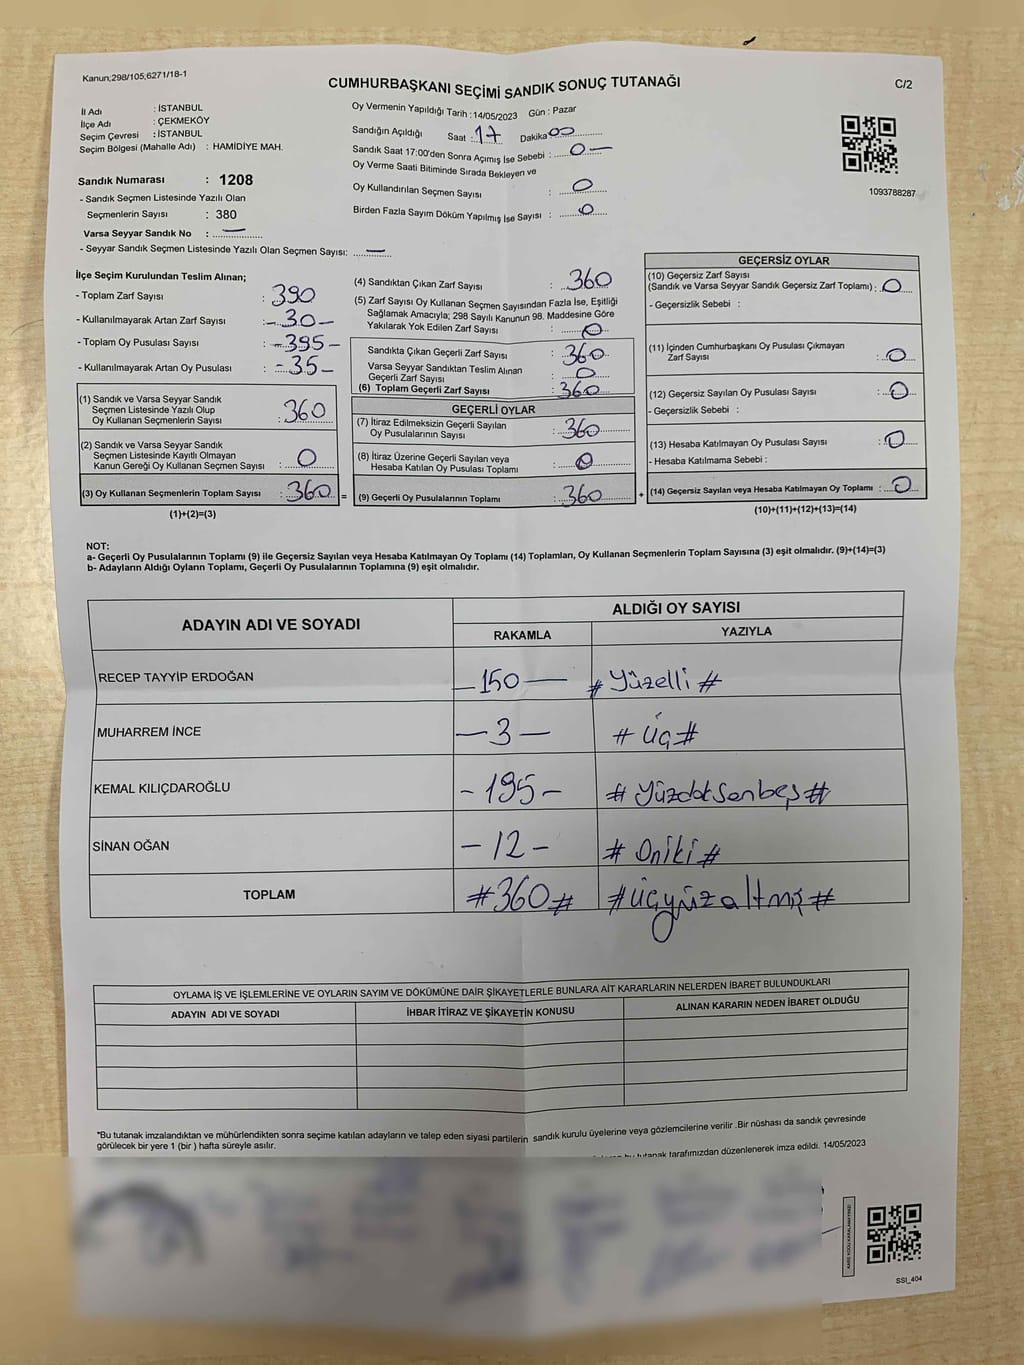 Kanun;298/105;6271/18-1
CUMHURBAŞKANI SEÇİMİ SANDIK SONUÇ TUTANAĞI
C/2
İl Adı : İSTANBUL
İlçe Adı : ÇEKMEKÖY
Seçim Çevresi : İSTANBUL
Seçim Bölgesi (Mahalle Adı) : HAMİDİYE MAH.
Oy Vermenin Yapıldığı Tarih : 14/05/2023 Gün : Pazar
Sandığın Açıldığı Saat : 17 Dakika 00
Sandık Saat 17:00'den Sonra Açımış İse Sebebi : 0 —
Oy Verme Saati Bitiminde Sırada Bekleyen ve
Oy Kullandırılan Seçmen Sayısı : 0
Birden Fazla Sayım Döküm Yapılmış İse Sayısı : 0
1093788287
Sandık Numarası : 1208
- Sandık Seçmen Listesinde Yazılı Olan
Seçmenlerin Sayısı : 380
Varsa Seyyar Sandık No : —
- Seyyar Sandık Seçmen Listesinde Yazılı Olan Seçmen Sayısı: —
İlçe Seçim Kurulundan Teslim Alınan;
- Toplam Zarf Sayısı : 390
- Kullanılmayarak Artan Zarf Sayısı : - 30 -
- Toplam Oy Pusulası Sayısı : - 395 -
- Kullanılmayarak Artan Oy Pusulası : - 35 -
(1) Sandık ve Varsa Seyyar Sandık
Seçmen Listesinde Yazılı Olup
Oy Kullanan Seçmenlerin Sayısı : 360
(2) Sandık ve Varsa Seyyar Sandık
Seçmen Listesinde Kayıtlı Olmayan
Kanun Gereği Oy Kullanan Seçmen Sayısı : 0
(3) Oy Kullanan Seçmenlerin Toplam Sayısı : 360 =
(1)+(2)=(3)
(4) Sandıktan Çıkan Zarf Sayısı : 360
(5) Zarf Sayısı Oy Kullanan Seçmen Sayısından Fazla İse, Eşitliği
Sağlamak Amacıyla; 298 Sayılı Kanunun 98. Maddesine Göre
Yakılarak Yok Edilen Zarf Sayısı : 0
Sandıkta Çıkan Geçerli Zarf Sayısı : 360
Varsa Seyyar Sandıktan Teslim Alınan
Geçerli Zarf Sayısı : 0
(6) Toplam Geçerli Zarf Sayısı : 360
GEÇERLİ OYLAR
(7) İtiraz Edilmeksizin Geçerli Sayılan
Oy Pusulalarının Sayısı : 360
(8) İtiraz Üzerine Geçerli Sayılan veya
Hesaba Katılan Oy Pusulası Toplamı : 0
(9) Geçerli Oy Pusulalarının Toplamı : 360 +
GEÇERSİZ OYLAR
(10) Geçersiz Zarf Sayısı
(Sandık ve Varsa Seyyar Sandık Geçersiz Zarf Toplamı) : 0
- Geçersizlik Sebebi :
(11) İçinden Cumhurbaşkanı Oy Pusulası Çıkmayan
Zarf Sayısı : 0
(12) Geçersiz Sayılan Oy Pusulası Sayısı : 0
- Geçersizlik Sebebi :
(13) Hesaba Katılmayan Oy Pusulası Sayısı : 0
- Hesaba Katılmama Sebebi :
(14) Geçersiz Sayılan veya Hesaba Katılmayan Oy Toplamı : 0
(10)+(11)+(12)+(13)=(14)
NOT:
a- Geçerli Oy Pusulalarının Toplamı (9) ile Geçersiz Sayılan veya Hesaba Katılmayan Oy Toplamı (14) Toplamları, Oy Kullanan Seçmenlerin Toplam Sayısına (3) eşit olmalıdır. (9)+(14)=(3)
b- Adayların Aldığı Oyların Toplamı, Geçerli Oy Pusulalarının Toplamına (9) eşit olmalıdır.
ADAYIN ADI VE SOYADI
ALDIĞI OY SAYISI
RAKAMLA YAZIYLA
RECEP TAYYİP ERDOĞAN — 150 — # Yüzelli #
MUHARREM İNCE — 3 — # üç #
KEMAL KILIÇDAROĞLU - 195 - # Yüzdoksanbeş #
SİNAN OĞAN - 12 - # Oniki #
TOPLAM # 360 # # üçyüzaltmış #
OYLAMA İŞ VE İŞLEMLERİNE VE OYLARIN SAYIM VE DÖKÜMÜNE DAİR ŞİKAYETLERLE BUNLARA AİT KARARLARIN NELERDEN İBARET BULUNDUKLARI
ADAYIN ADI VE SOYADI İHBAR İTİRAZ VE ŞİKAYETİN KONUSU ALINAN KARARIN NEDEN İBARET OLDUĞU
*Bu tutanak imzalandıktan ve mühürlendikten sonra seçime katılan adayların ve talep eden siyasi partilerin sandık kurulu üyelerine veya gözlemcilerine verilir .Bir nüshası da sandık çevresinde
görülecek bir yere 1 (bir ) hafta süreyle asılır.
bu tutanak tarafımızdan düzenlenerek imza edildi. 14/05/2023
SSI_404